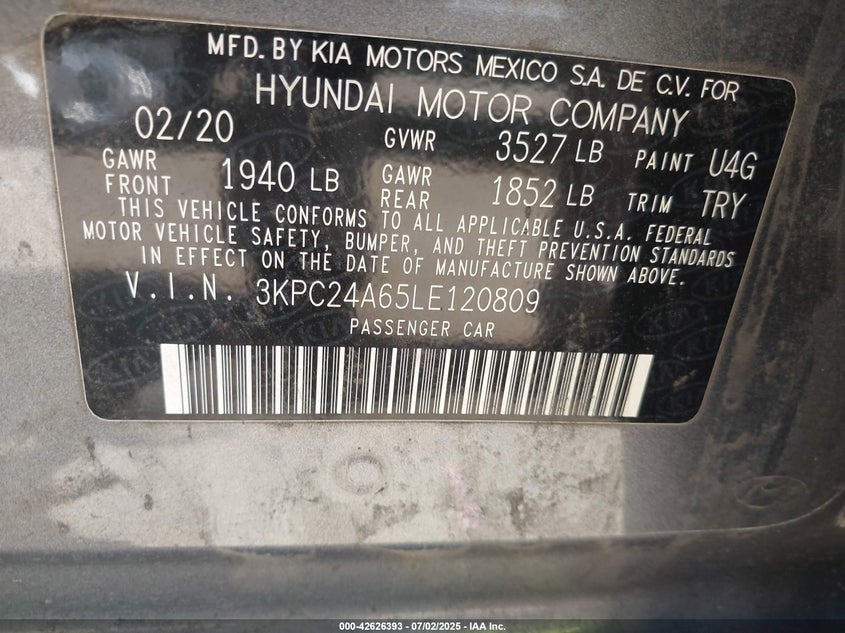 MFD. BY KIA MOTORS MEXICO S.A. DE C.V. FOR
HYUNDAI MOTOR COMPANY
02/20 GVWR 3527 LB PAINT U4G
GAWR FRONT 1940 LB GAWR REAR 1852 LB TRIM TRY
THIS VEHICLE CONFORMS TO ALL APPLICABLE U.S.A. FEDERAL
MOTOR VEHICLE SAFETY, BUMPER, AND THEFT PREVENTION STANDARDS
IN EFFECT ON THE DATE OF MANUFACTURE SHOWN ABOVE.
V.I.N. 3KPC24A65LE120809
PASSENGER CAR
000-42626393 - 07/02/2025 - IAA Inc.